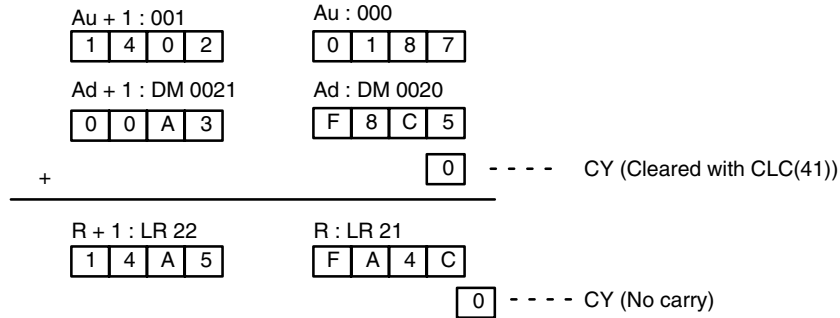 Au + 1 : 001 Au : 000
1 4 0 2 0 1 8 7
Ad + 1 : DM 0021 Ad : DM 0020
0 0 A 3 F 8 C 5
0 - - - - CY (Cleared with CLC(41))
+
R + 1 : LR 22 R : LR 21
1 4 A 5 F A 4 C
0 - - - - CY (No carry)